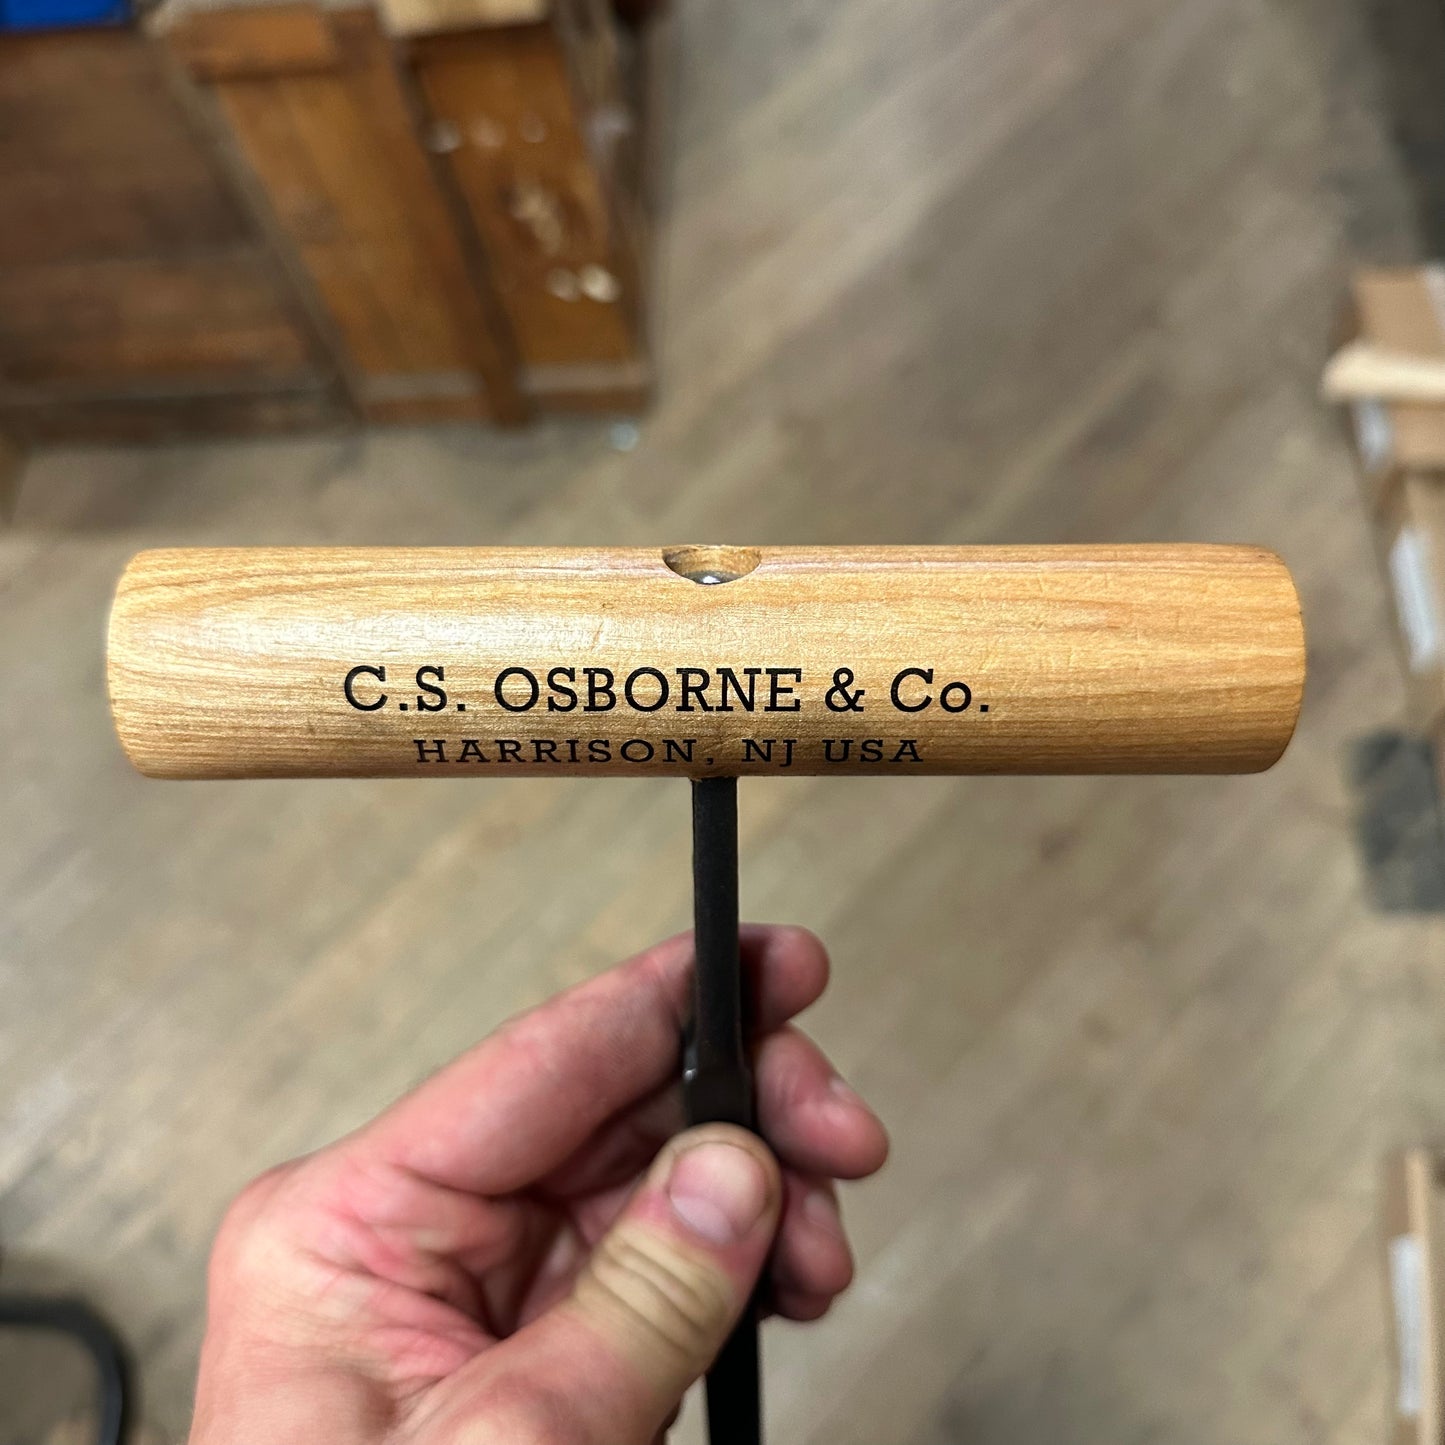 C.S. OSBORNE & Co.
HARRISON, NJ USA